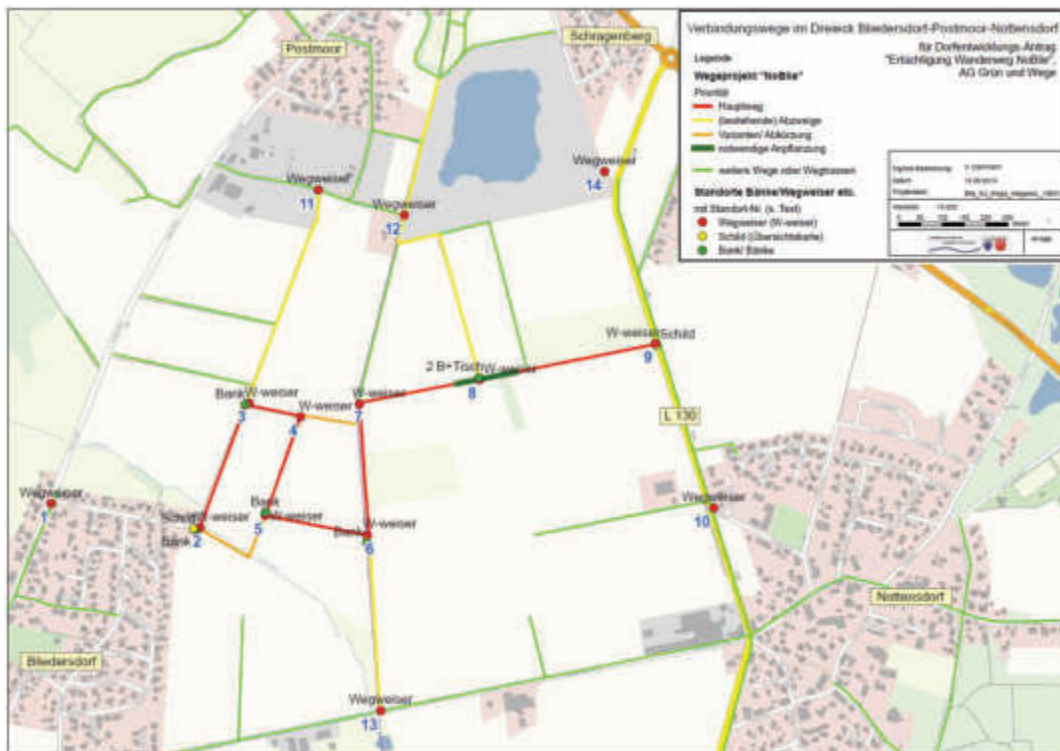 Verbindungswege im Dreieck Bliedersdorf-Postmoor-Nottensdorf
für Dorfentwicklungs-Antrag
"Ertüchtigung Wanderweg NoBlie",
AG Grün und Wege
Legende
Wegeprojekt "NoBlie"
Priorität
Hauptweg
(bestehende) Abzweige
Varianten/ Abkürzung
notwendige Anpflanzung
weitere Wege oder Wegtrassen
Standorte Bänke/Wegweiser etc.
mit Standort-Nr. (s. Text)
Wegweiser (W-weiser)
Schild (Übersichtskarte)
Bank/ Bänke
Postmoor
Schragenberg
Wegweiser
11
Wegweiser
12
Wegweiser
14
W-weiser Schild
9
2 B+Tisch W-weiser
8
Bank W-weiser
3
W-weiser
4
W-weiser
7
L 130
Wegweiser
1
Schild W-weiser
Bank 2
Bank
W-weiser
5
W-weiser
Bank
6
Wegweiser
10
Nottensdorf
Bliedersdorf
Wegweiser
13